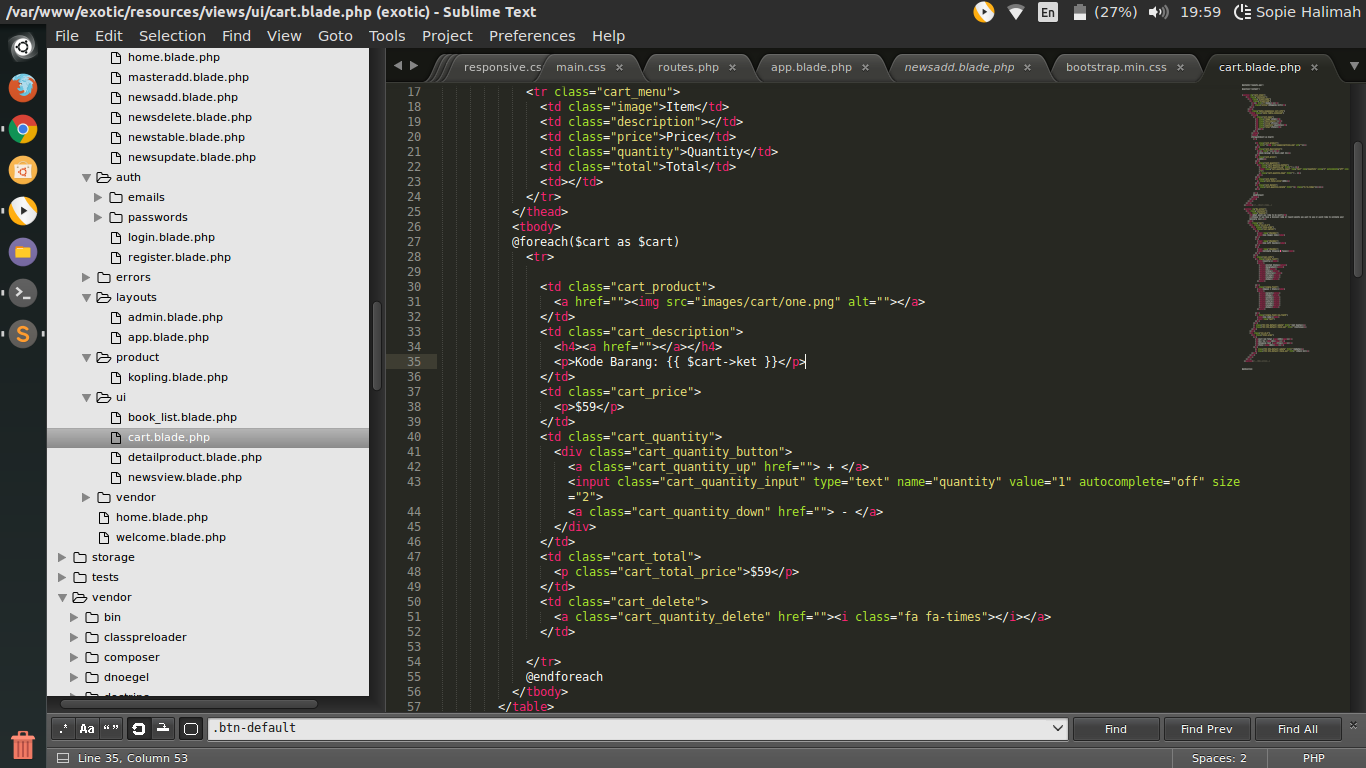 /var/www/exotic/resources/views/ui/cart.blade.php (exotic) - Sublime Text
En (27%) 19:59 Sopie Halimah
File Edit Selection Find View Goto Tools Project Preferences Help
home.blade.php
masteradd.blade.php
newsadd.blade.php
newsdelete.blade.php
newstable.blade.php
newsupdate.blade.php
auth
emails
passwords
login.blade.php
register.blade.php
errors
layouts
admin.blade.php
app.blade.php
product
kopling.blade.php
ui
book_list.blade.php
cart.blade.php
detailproduct.blade.php
newsview.blade.php
vendor
home.blade.php
welcome.blade.php
storage
tests
vendor
bin
classpreloader
composer
dnoegel
doctrine
responsive.cs main.css × routes.php × app.blade.php × newsadd.blade.php × bootstrap.min.css × cart.blade.php ×
17 <tr class="cart_menu">
18 <td class="image">Item</td>
19 <td class="description"></td>
20 <td class="price">Price</td>
21 <td class="quantity">Quantity</td>
22 <td class="total">Total</td>
23 <td></td>
24 </tr>
25 </thead>
26 <tbody>
27 @foreach($cart as $cart)
28 <tr>
29
30 <td class="cart_product">
31 <a href=""><img src="images/cart/one.png" alt=""></a>
32 </td>
33 <td class="cart_description">
34 <h4><a href=""></a></h4>
35 <p>Kode Barang: {{ $cart->ket }}</p>
36 </td>
37 <td class="cart_price">
38 <p>$59</p>
39 </td>
40 <td class="cart_quantity">
41 <div class="cart_quantity_button">
42 <a class="cart_quantity_up" href=""> + </a>
43 <input class="cart_quantity_input" type="text" name="quantity" value="1" autocomplete="off" size
="2">
44 <a class="cart_quantity_down" href=""> - </a>
45 </div>
46 </td>
47 <td class="cart_total">
48 <p class="cart_total_price">$59</p>
49 </td>
50 <td class="cart_delete">
51 <a class="cart_quantity_delete" href=""><i class="fa fa-times"></i></a>
52 </td>
53
54 </tr>
55 @endforeach
56 </tbody>
57 </table>
.* Aa “” .btn-default Find Find Prev Find All ×
Line 35, Column 53 Spaces: 2 PHP